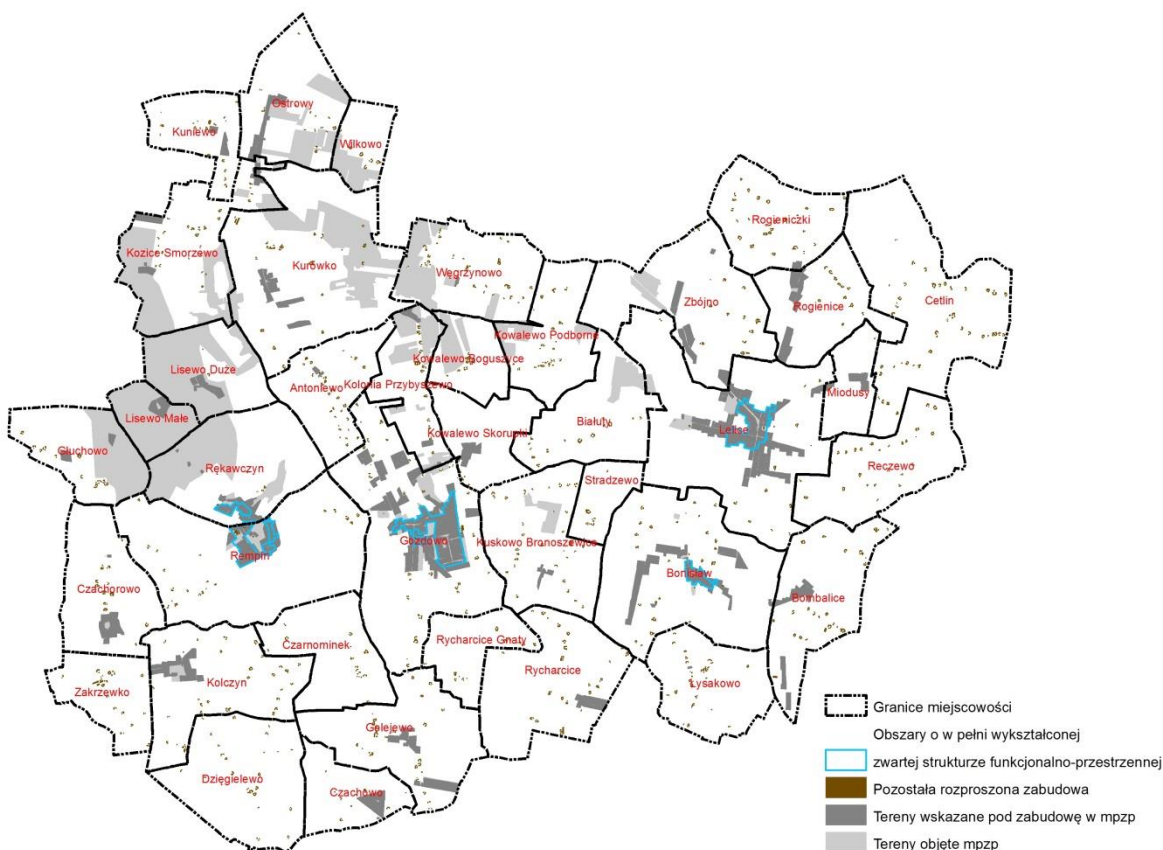 Ostrowy
Kuniewo
Wilkowo
Rogieniczki
Kozice Smorzewo
Kurówko
Węgrzynowo
Zbójno
Rogienice
Cetlin
Kowalewo Podborne
Kowalewo Boguszyce
Lisewo Duże
Antoniewo
Kolonia Przybyszewo
Miodusy
Lisewo Małe
Białuty
Lelice
Kowalewo Skorupki
Głuchowo
Rękawczyn
Reczewo
Stradzewo
Gozdowo
Kuskowo Bronoszewice
Rempin
Bonisław
Czachorowo
Bombalice
Czarnominek
Rycharcice Gnaty
Rycharcice
Łysakowo
Zakrzewko
Kolczyn
Golejewo
Dzięgielewo
Czachowo
Granice miejscowości
Obszary o w pełni wykształconej
zwartej strukturze funkcjonalno-przestrzennej
Pozostała rozproszona zabudowa
Tereny wskazane pod zabudowę w mpzp
Tereny objęte mpzp